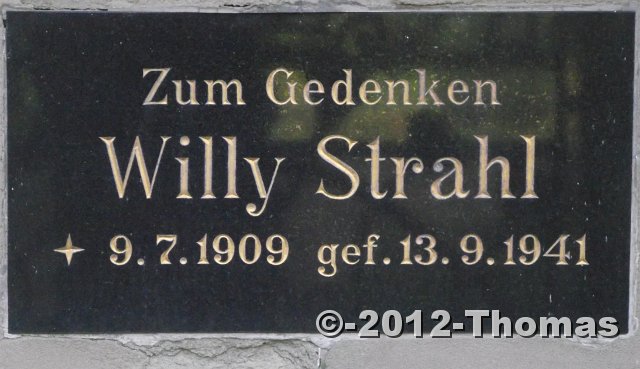 Zum Gedenken
Willy Strahl
✦ 9.7.1909 gef. 13.9.1941
©-2012-Thomas